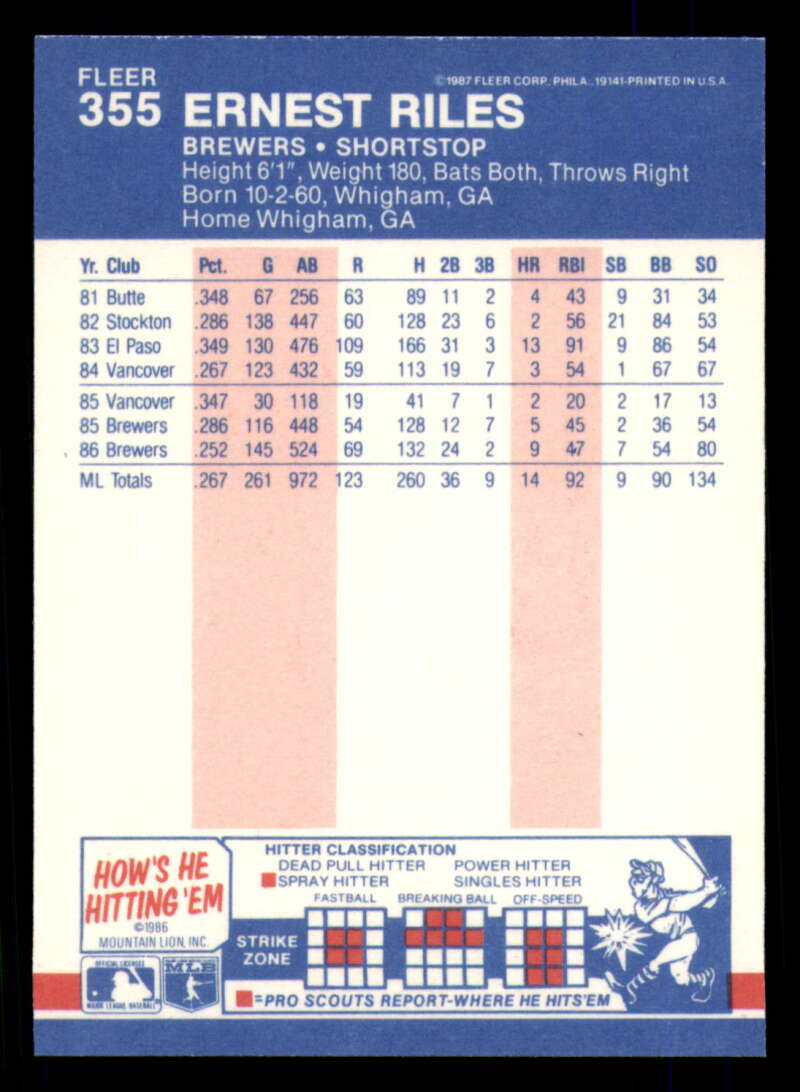 FLEER
©1987 FLEER CORP., PHILA., 19141-PRINTED IN U.S.A.
355 ERNEST RILES
BREWERS • SHORTSTOP
Height 6'1", Weight 180, Bats Both, Throws Right
Born 10-2-60, Whigham, GA
Home Whigham, GA
Yr. Club Pct. G AB R H 2B 3B HR RBI SB BB SO
81 Butte .348 67 256 63 89 11 2 4 43 9 31 34
82 Stockton .286 138 447 60 128 23 6 2 56 21 84 53
83 El Paso .349 130 476 109 166 31 3 13 91 9 86 54
84 Vancover .267 123 432 59 113 19 7 3 54 1 67 67
85 Vancover .347 30 118 19 41 7 1 2 20 2 17 13
85 Brewers .286 116 448 54 128 12 7 5 45 2 36 54
86 Brewers .252 145 524 69 132 24 2 9 47 7 54 80
ML Totals .267 261 972 123 260 36 9 14 92 9 90 134
HOW'S HE
HITTING 'EM
©1986
MOUNTAIN LION, INC.
HITTER CLASSIFICATION
DEAD PULL HITTER POWER HITTER
SPRAY HITTER SINGLES HITTER
FASTBALL BREAKING BALL OFF-SPEED
STRIKE
ZONE
=PRO SCOUTS REPORT-WHERE HE HITS 'EM
OFFICIAL LICENSEE
MAJOR LEAGUE BASEBALL
MLB